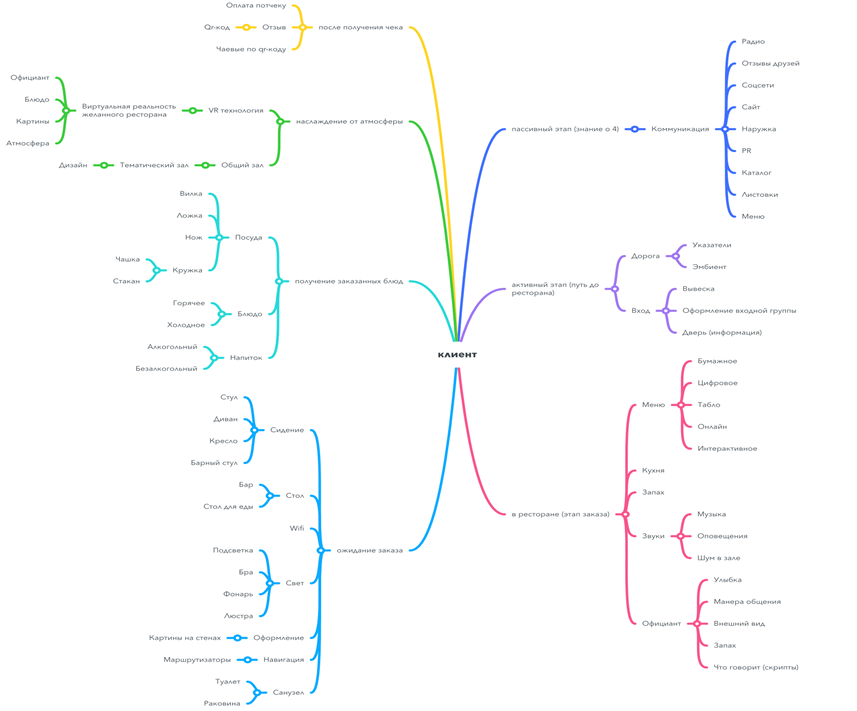 Оплата потчеку
Qr-код
Отзыв
после получения чека
Чаевые по qr-коду
Официант
Блюдо
Картины
Атмосфера
Виртуальная реальность
желанного ресторана
VR технология
наслаждение от атмосферы
Дизайн
Тематический зал
Общий зал
Вилка
Ложка
Нож
Посуда
Чашка
Стакан
Кружка
получение заказанных блюд
Горячее
Холодное
Блюдо
Алкогольный
Безалкогольный
Напиток
клиент
Стул
Диван
Кресло
Барный стул
Сидение
Бар
Стол для еды
Стол
Wifi
ожидание заказа
Подсветка
Бра
Фонарь
Люстра
Свет
Картины на стенах
Оформление
Маршрутизаторы
Навигация
Туалет
Раковина
Санузел
пассивный этап (знание о 4)
Коммуникация
Радио
Отзывы друзей
Соцсети
Сайт
Наружка
PR
Каталог
Листовки
Меню
активный этап (путь до
ресторана)
Дорога
Указатели
Эмбиент
Вход
Вывеска
Оформление входной группы
Дверь (информация)
в ресторане (этап заказа)
Меню
Бумажное
Цифровое
Табло
Онлайн
Интерактивное
Кухня
Запах
Звуки
Музыка
Оповещения
Шум в зале
Официант
Улыбка
Манера общения
Внешний вид
Запах
Что говорит (скрипты)